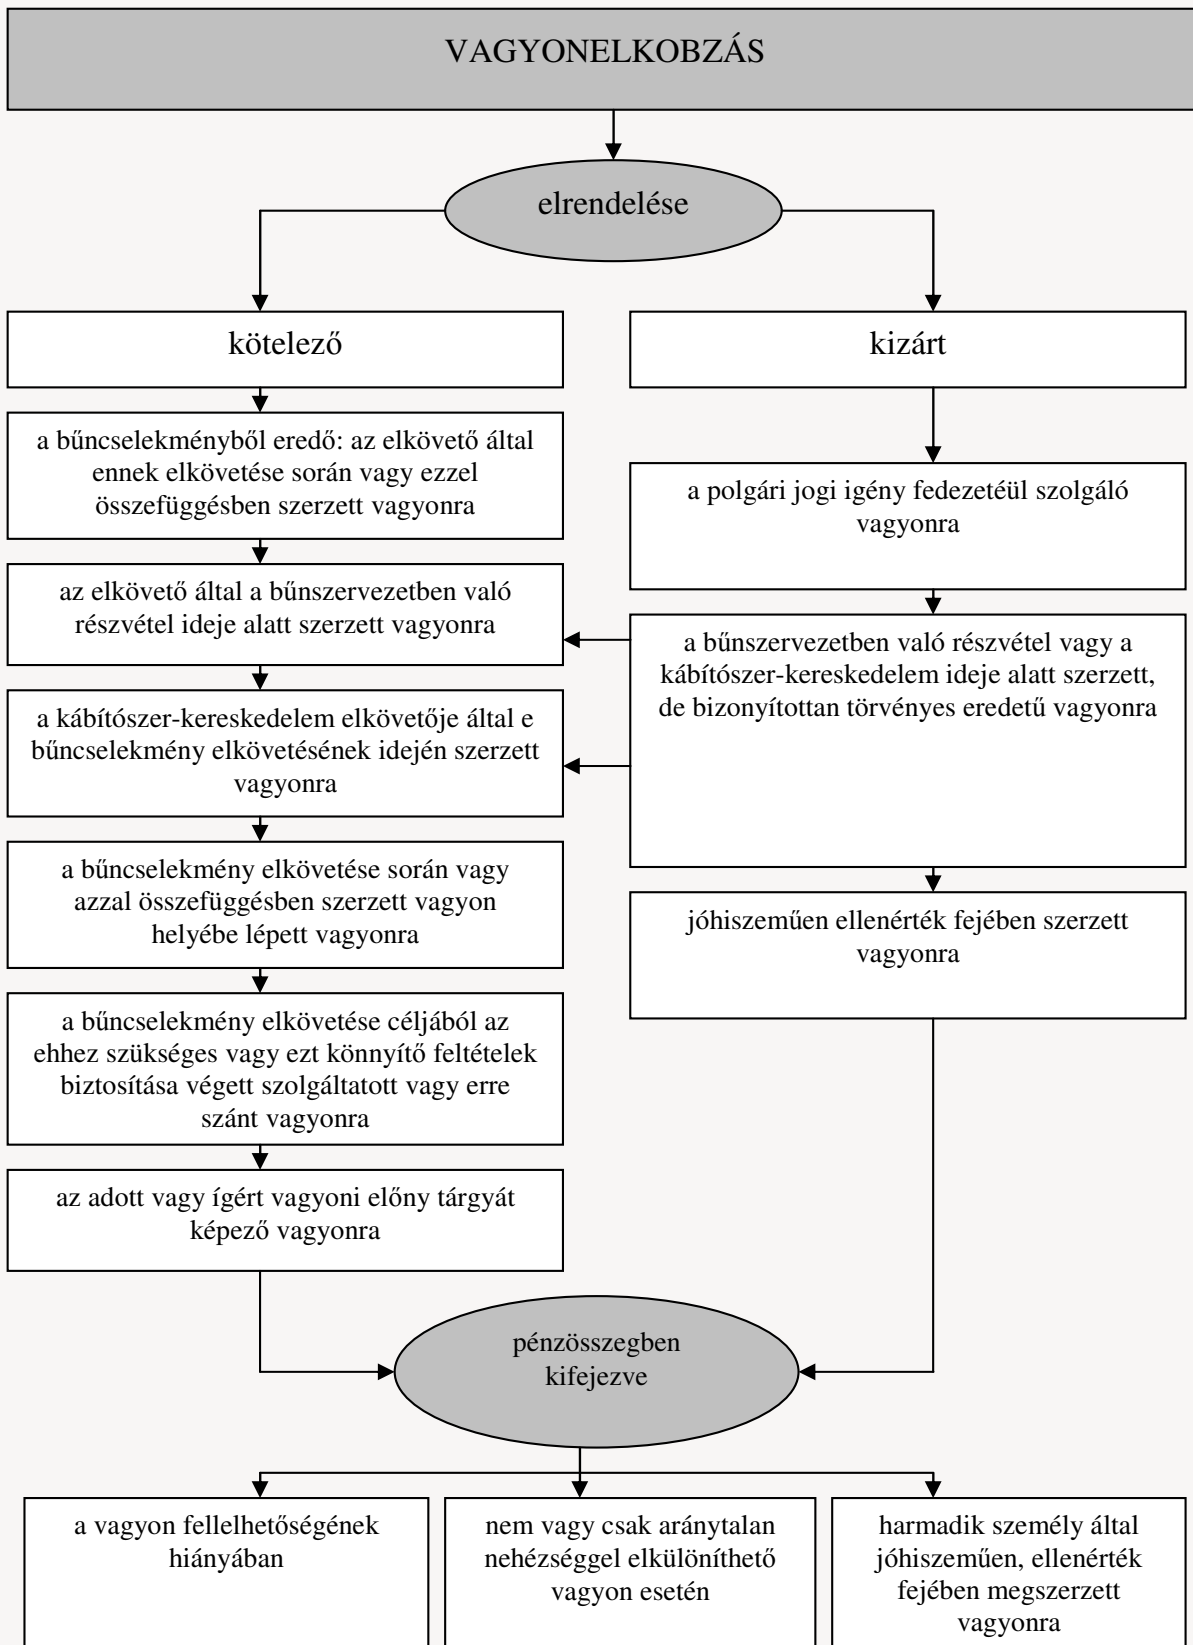 VAGYONELKOBZÁS
elrendelése
kötelező
a bűncselekményből eredő: az elkövető által
ennek elkövetése során vagy ezzel
összefüggésben szerzett vagyonra
az elkövető által a bűnszervezetben való
részvétel ideje alatt szerzett vagyonra
a kábítószer-kereskedelem elkövetője által e
bűncselekmény elkövetésének idején szerzett
vagyonra
a bűncselekmény elkövetése során vagy
azzal összefüggésben szerzett vagyon
helyébe lépett vagyonra
a bűncselekmény elkövetése céljából az
ehhez szükséges vagy ezt könnyítő feltételek
biztosítása végett szolgáltatott vagy erre
szánt vagyonra
az adott vagy ígért vagyoni előny tárgyát
képező vagyonra
kizárt
a polgári jogi igény fedezetéül szolgáló
vagyonra
a bűnszervezetben való részvétel vagy a
kábítószer-kereskedelem ideje alatt szerzett,
de bizonyítottan törvényes eredetű vagyonra
jóhiszeműen ellenérték fejében szerzett
vagyonra
pénzösszegben
kifejezve
a vagyon fellelhetőségének
hiányában
nem vagy csak aránytalan
nehézséggel elkülöníthető
vagyon esetén
harmadik személy által
jóhiszeműen, ellenérték
fejében megszerzett
vagyonra